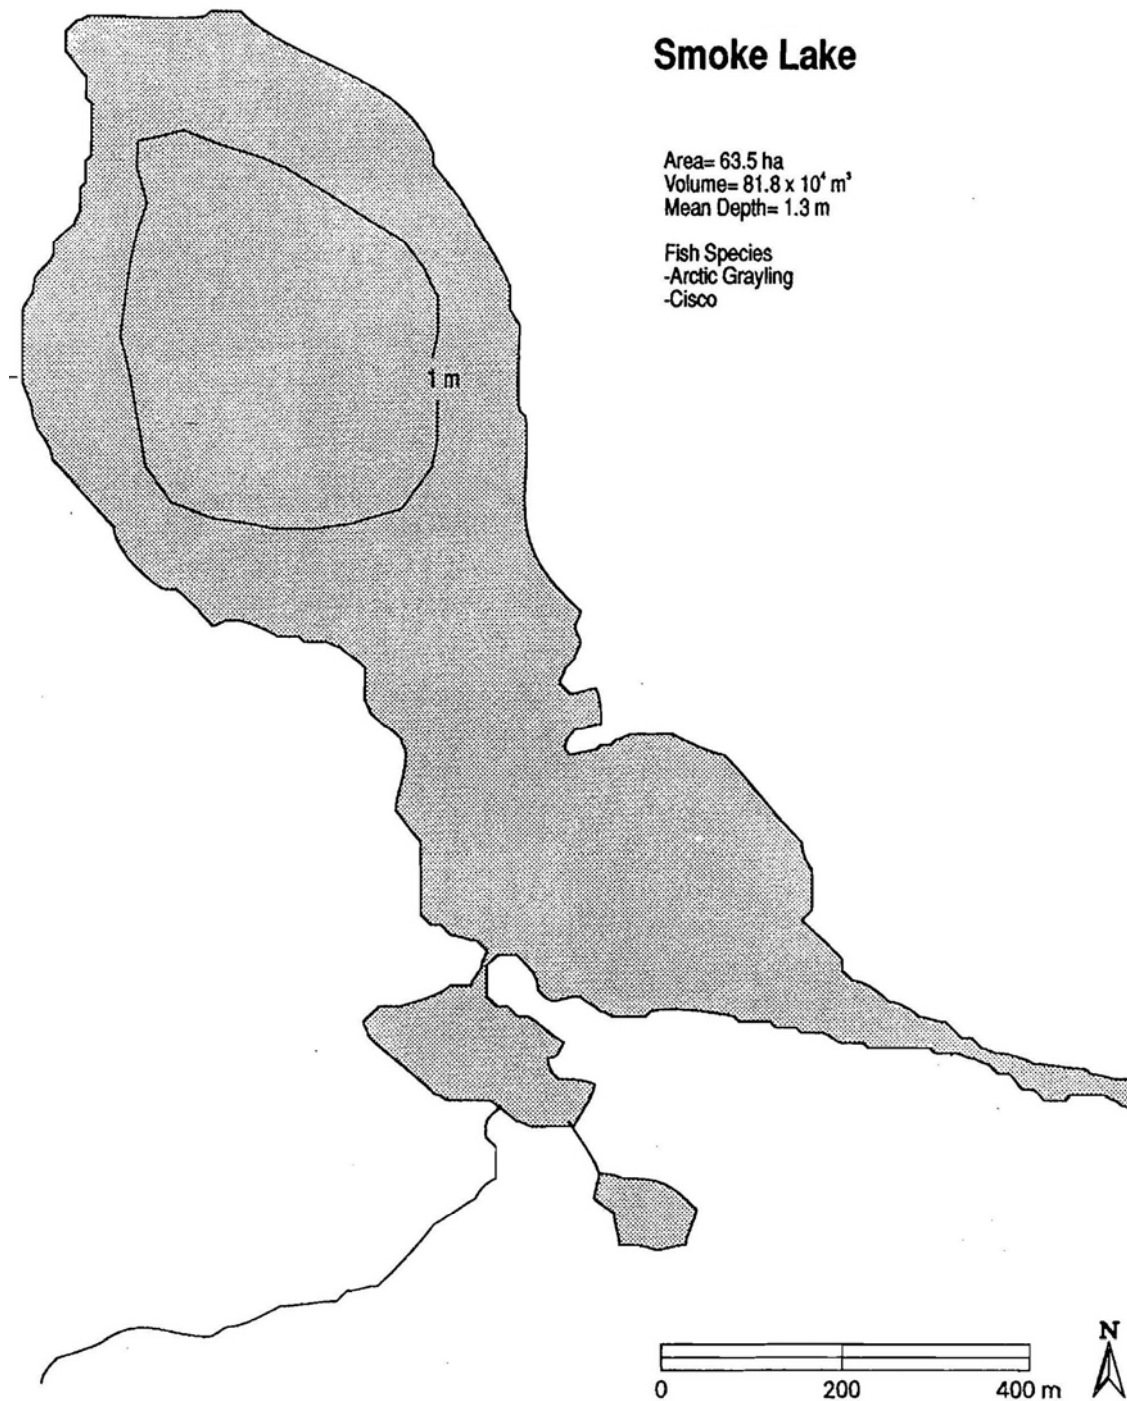 Smoke Lake
Area= 63.5 ha
Volume= 81.8 x 10⁴ m³
Mean Depth= 1.3 m
Fish Species
-Arctic Grayling
-Cisco
1 m
N
0 200 400 m